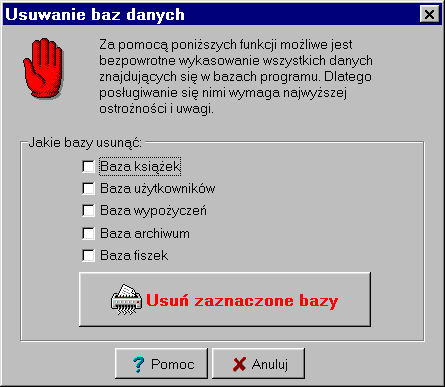 Usuwanie baz danych
Za pomocą poniższych funkcji możliwe jest
bezpowrotne wykasowanie wszystkich danych
znajdujących się w bazach programu. Dlatego
posługiwanie się nimi wymaga najwyższej
ostrożności i uwagi.
Jakie bazy usunąć:
Baza książek
Baza użytkowników
Baza wypożyczeń
Baza archiwum
Baza fiszek
Usuń zaznaczone bazy
? Pomoc
Anuluj